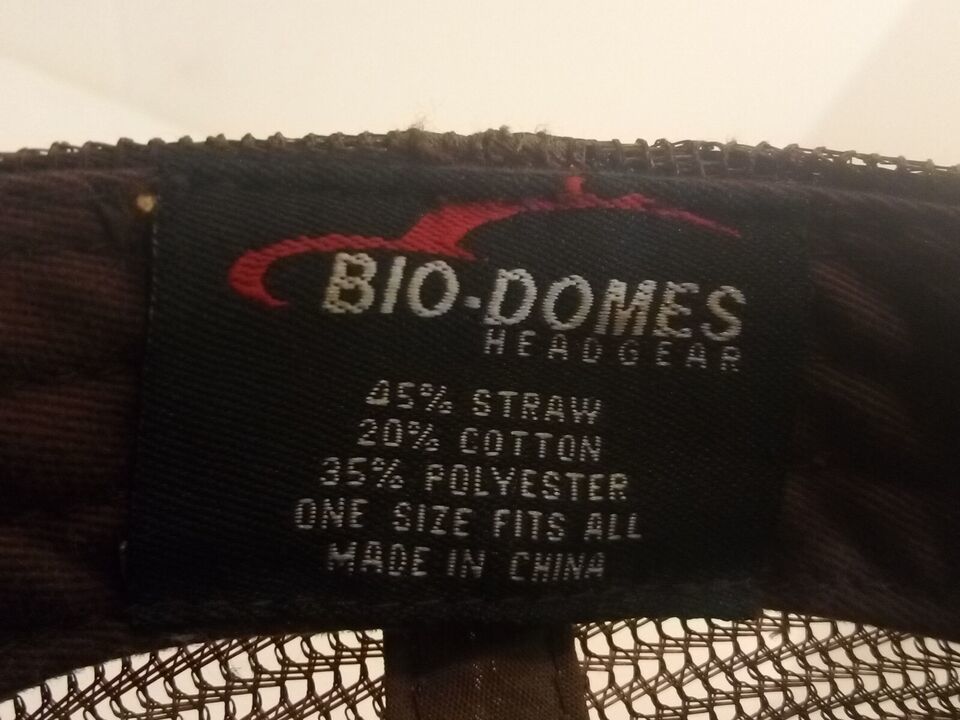 BIO-DOMES
HEADGEAR
45% STRAW
20% COTTON
35% POLYESTER
ONE SIZE FITS ALL
MADE IN CHINA